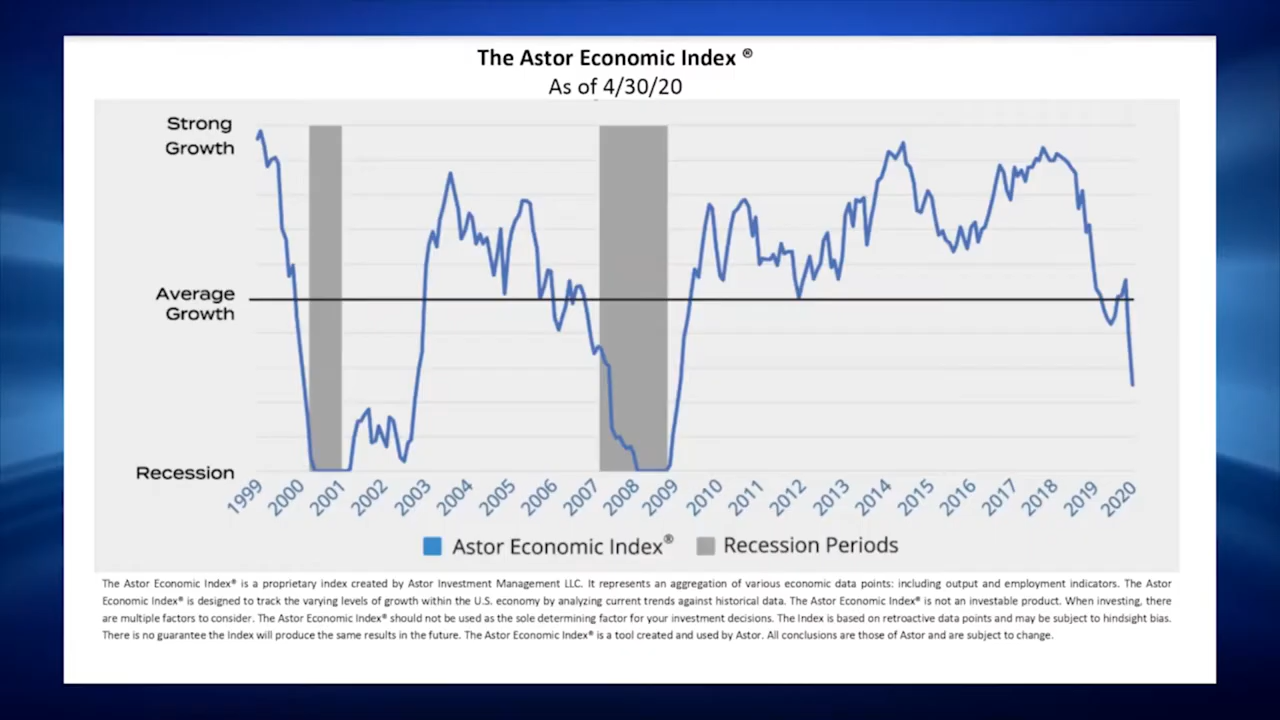 The Astor Economic Index ®
As of 4/30/20
Strong
Growth
Average
Growth
Recession
1999 2000 2001 2002 2003 2004 2005 2006 2007 2008 2009 2010 2011 2012 2013 2014 2015 2016 2017 2018 2019 2020
Astor Economic Index® Recession Periods
The Astor Economic Index® is a proprietary index created by Astor Investment Management LLC. It represents an aggregation of various economic data points: including output and employment indicators. The Astor
Economic Index® is designed to track the varying levels of growth within the U.S. economy by analyzing current trends against historical data. The Astor Economic Index® is not an investable product. When investing, there
are multiple factors to consider. The Astor Economic Index® should not be used as the sole determining factor for your investment decisions. The Index is based on retroactive data points and may be subject to hindsight bias.
There is no guarantee the Index will produce the same results in the future. The Astor Economic Index® is a tool created and used by Astor. All conclusions are those of Astor and are subject to change.